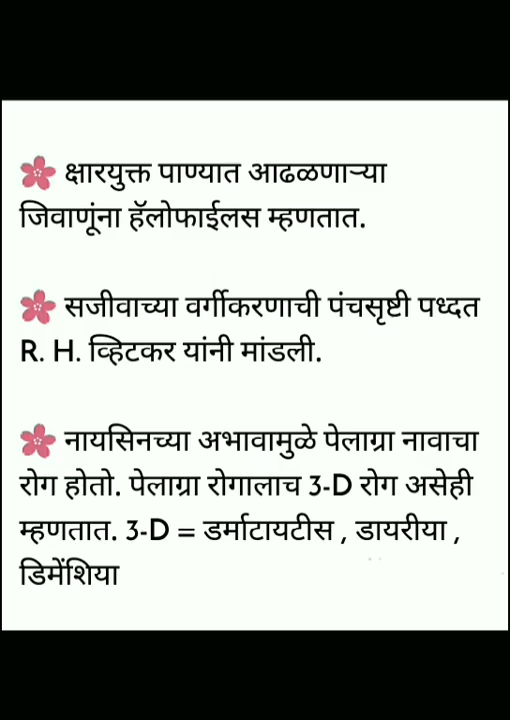 🌸 क्षारयुक्त पाण्यात आढळणाऱ्या
जिवाणूंना हॅलोफाईलस म्हणतात.
🌸 सजीवाच्या वर्गीकरणाची पंचसृष्टी पध्दत
R. H. व्हिटकर यांनी मांडली.
🌸 नायसिनच्या अभावामुळे पेलाग्रा नावाचा
रोग होतो. पेलाग्रा रोगालाच 3-D रोग असेही
म्हणतात. 3-D = डर्माटायटीस , डायरीया ,
डिमेंशिया